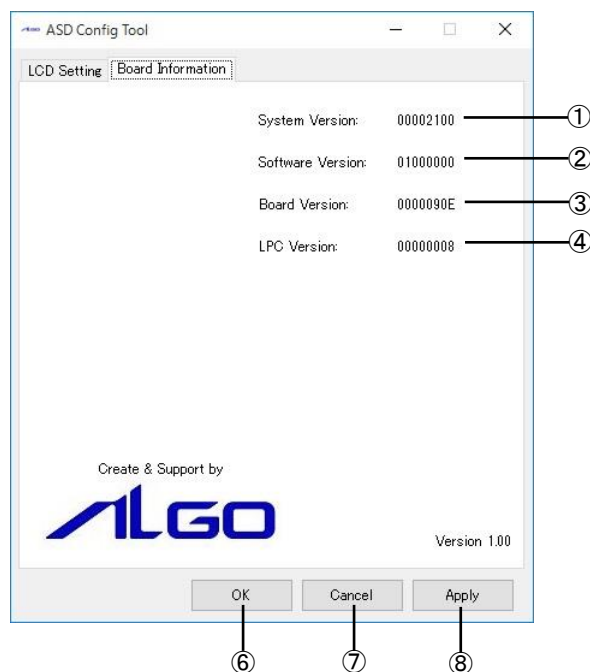 ASD Config Tool
LCD Setting Board Information
System Version: 00002100 ①
Software Version: 01000000 ②
Board Version: 0000090E ③
LPC Version: 00000008 ④
Create & Support by
ALGO
Version 1.00
OK Cancel Apply
⑥ ⑦ ⑧